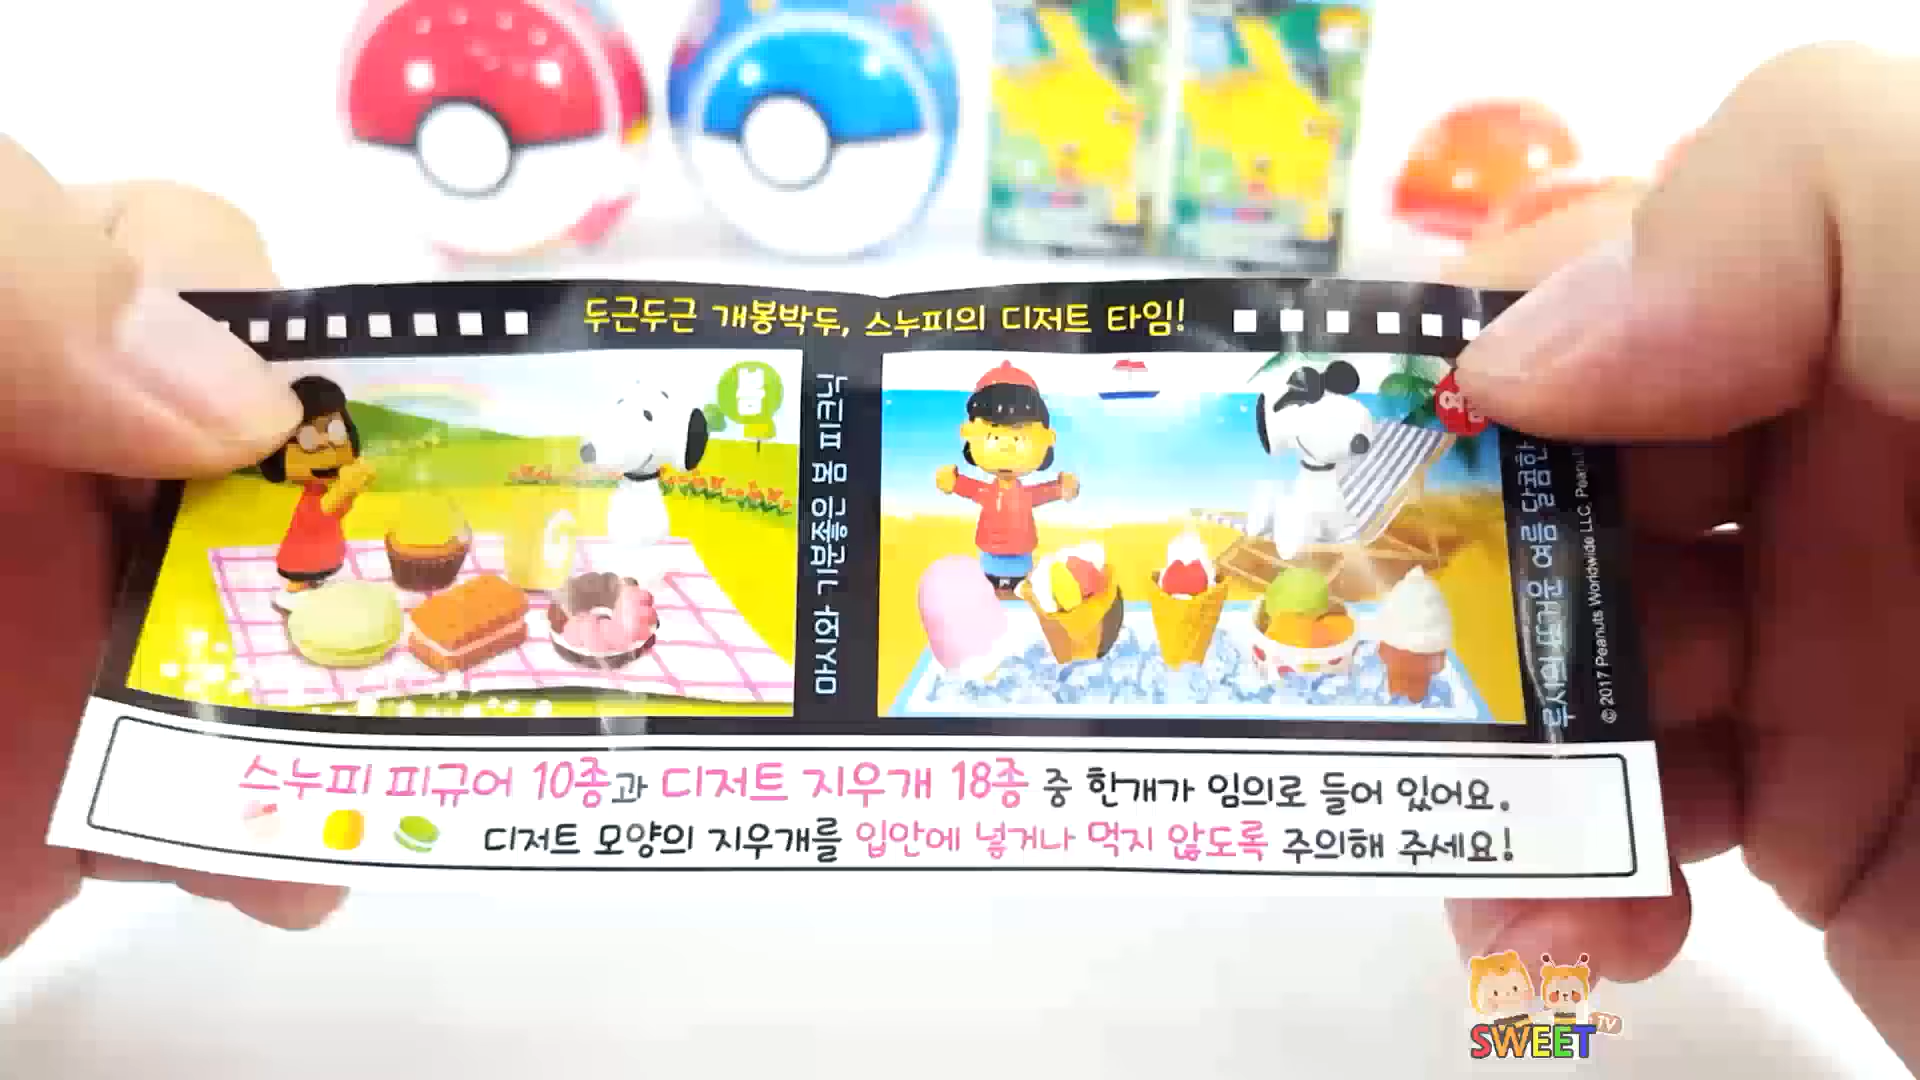 두근두근 개봉박두, 스누피의 디저트 타임!
봄
마시와 기분좋은 봄 피크닉
루시의 뜨거운 여름 달콤한
© 2017 Peanuts Worldwide LLC
스누피 피규어 10종과 디저트 지우개 18종 중 한개가 임의로 들어 있어요.
디저트 모양의 지우개를 입안에 넣거나 먹지 않도록 주의해 주세요!
SWEET TV